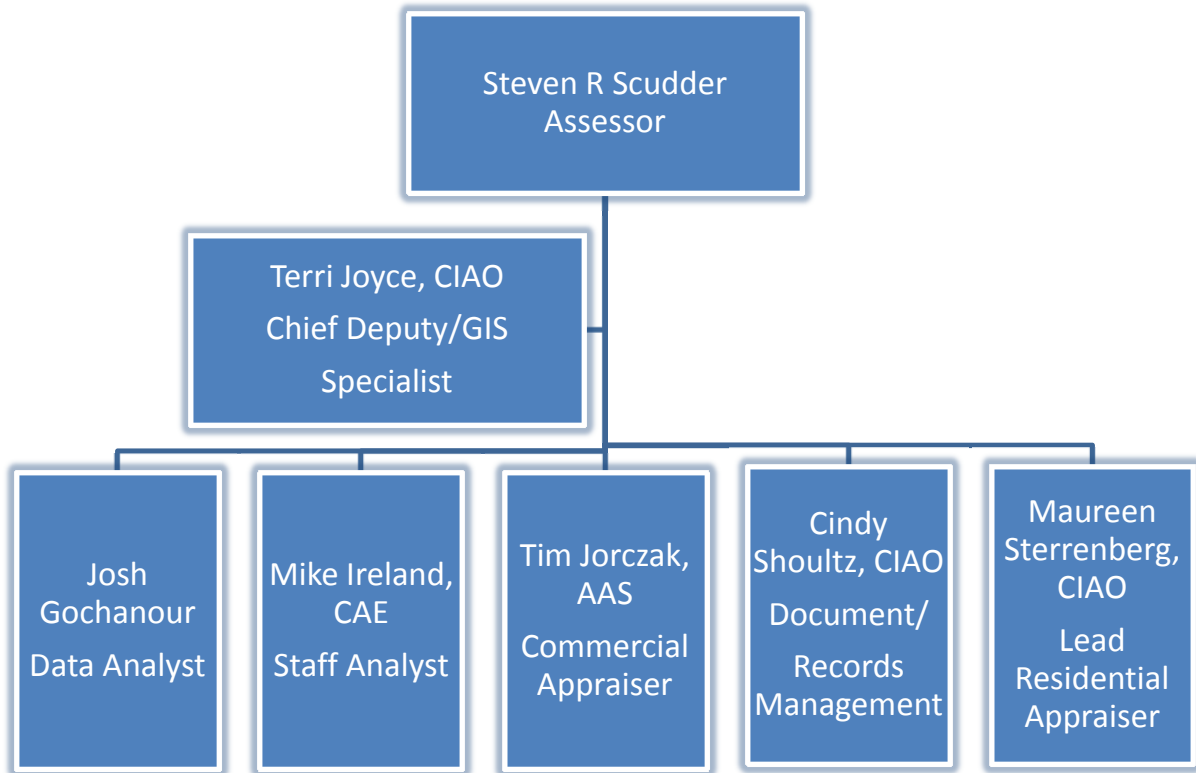 Steven R Scudder
Assessor
Terri Joyce, CIAO
Chief Deputy/GIS
Specialist
Josh
Gochanour
Data Analyst
Mike Ireland,
CAE
Staff Analyst
Tim Jorczak,
AAS
Commercial
Appraiser
Cindy
Shoultz, CIAO
Document/
Records
Management
Maureen
Sterrenberg,
CIAO
Lead
Residential
Appraiser